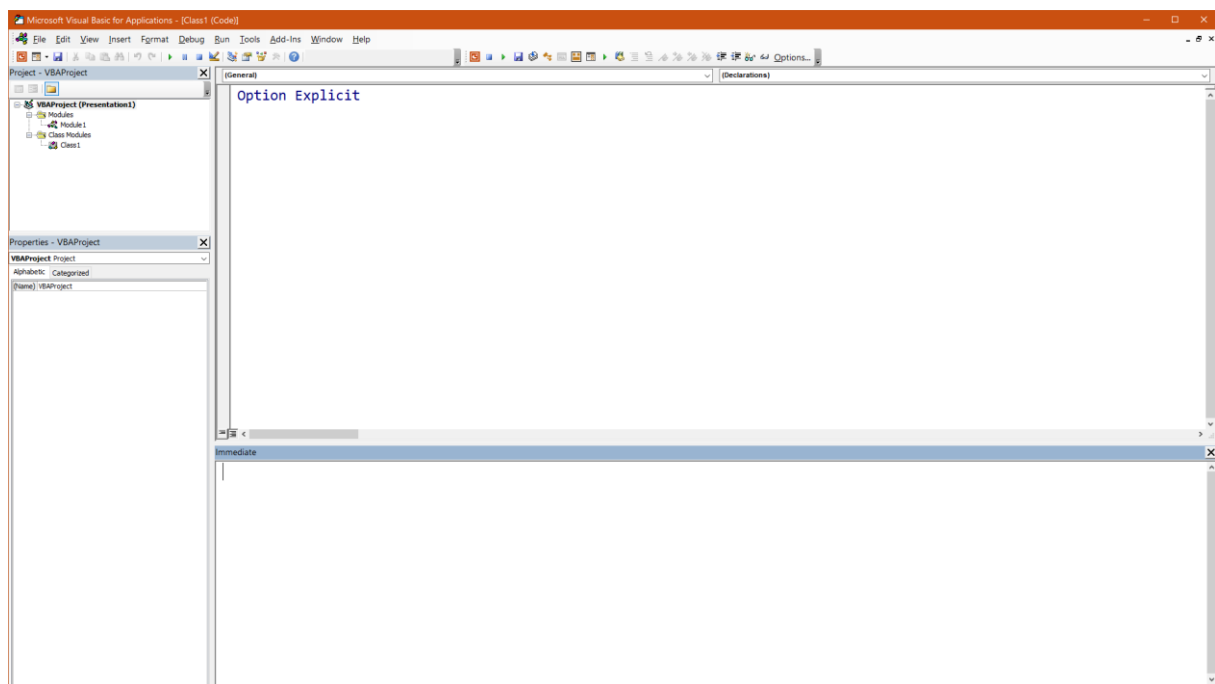 Microsoft Visual Basic for Applications - [Class1 (Code)]
File Edit View Insert Format Debug Run Tools Add-Ins Window Help
Options...
Project - VBAProject
(General)
(Declarations)
Option Explicit
VBAProject (Presentation1)
Modules
Module1
Class Modules
Class1
Properties - VBAProject
VBAProject Project
Alphabetic Categorized
(Name) VBAProject
Immediate